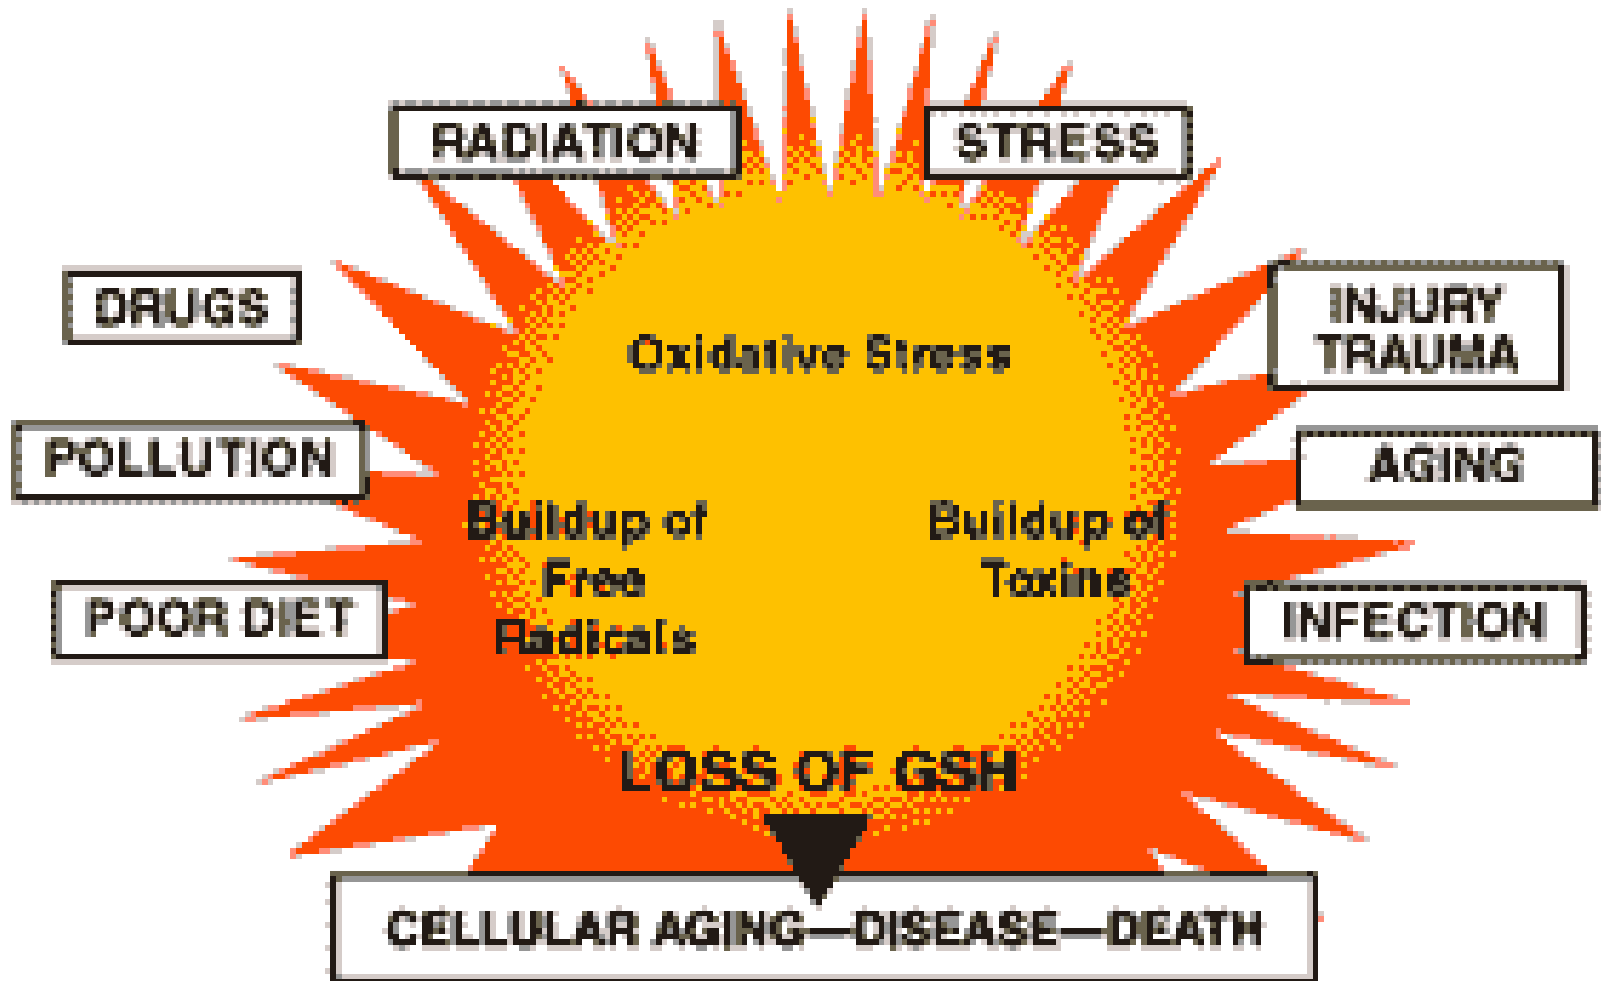 RADIATION
STRESS
DRUGS
INJURY
TRAUMA
Oxidative Stress
POLLUTION
AGING
Buildup of
Free
Radicals
Buildup of
Toxins
POOR DIET
INFECTION
LOSS OF GSH
CELLULAR AGING—DISEASE—DEATH